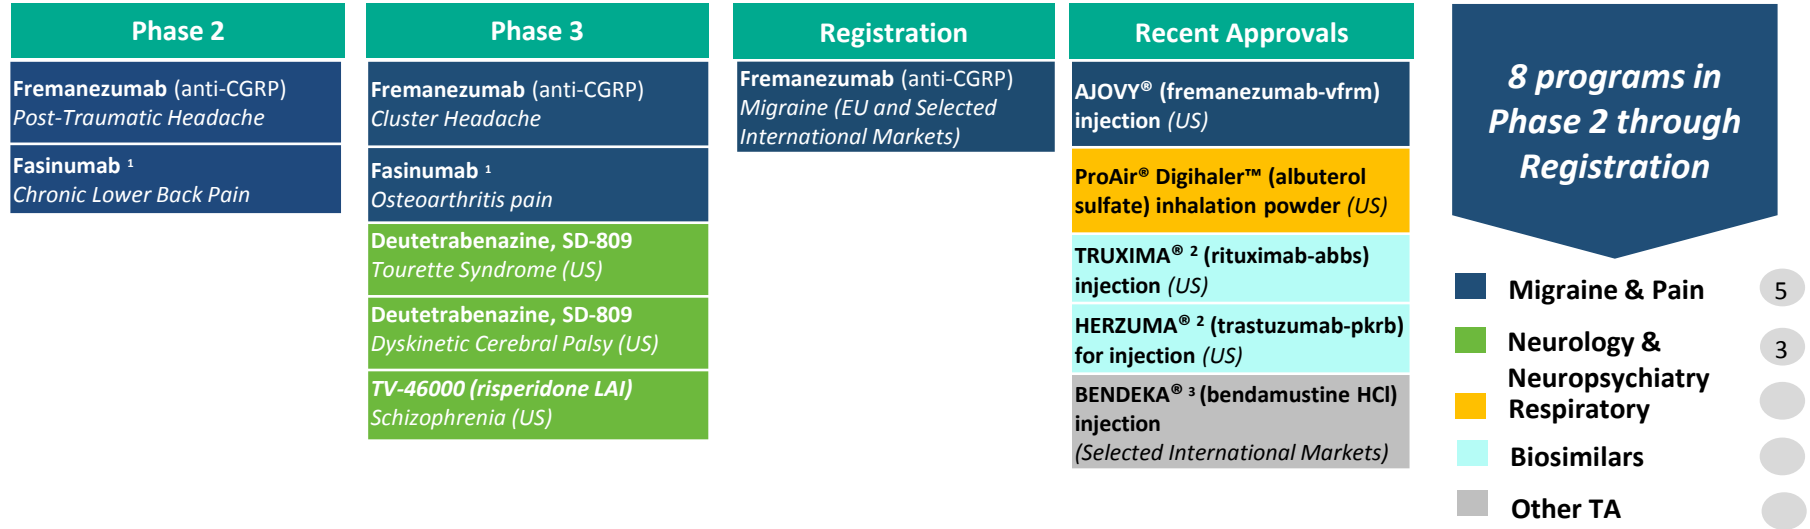 Phase 2
Fremanezumab (anti-CGRP)
Post-Traumatic Headache
Fasinumab ¹
Chronic Lower Back Pain
Phase 3
Fremanezumab (anti-CGRP)
Cluster Headache
Fasinumab ¹
Osteoarthritis pain
Deutetrabenazine, SD-809
Tourette Syndrome (US)
Deutetrabenazine, SD-809
Dyskinetic Cerebral Palsy (US)
TV-46000 (risperidone LAI)
Schizophrenia (US)
Registration
Fremanezumab (anti-CGRP)
Migraine (EU and Selected
International Markets)
Recent Approvals
AJOVY® (fremanezumab-vfrm)
injection (US)
ProAir® Digihaler™ (albuterol
sulfate) inhalation powder (US)
TRUXIMA® ² (rituximab-abbs)
injection (US)
HERZUMA® ² (trastuzumab-pkrb)
for injection (US)
BENDEKA® ³ (bendamustine HCl)
injection
(Selected International Markets)
8 programs in
Phase 2 through
Registration
Migraine & Pain 5
Neurology & 3
Neuropsychiatry
Respiratory
Biosimilars
Other TA